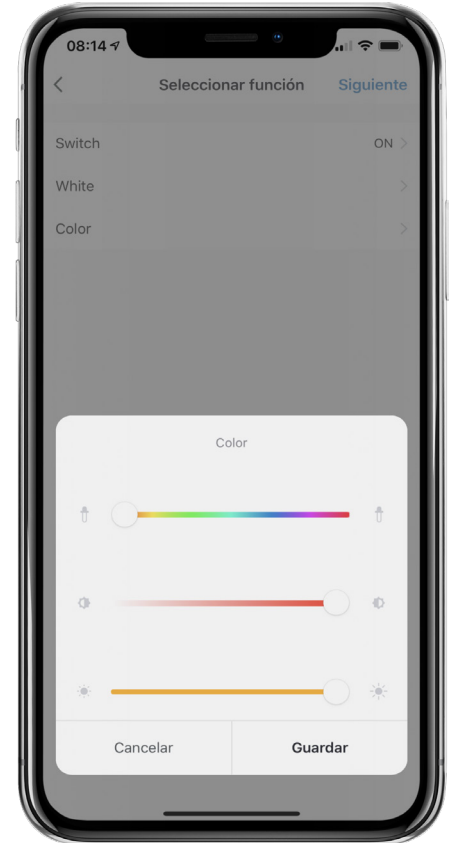 08:14
Seleccionar función Siguiente
Switch ON
White
Color
Color
Cancelar Guardar